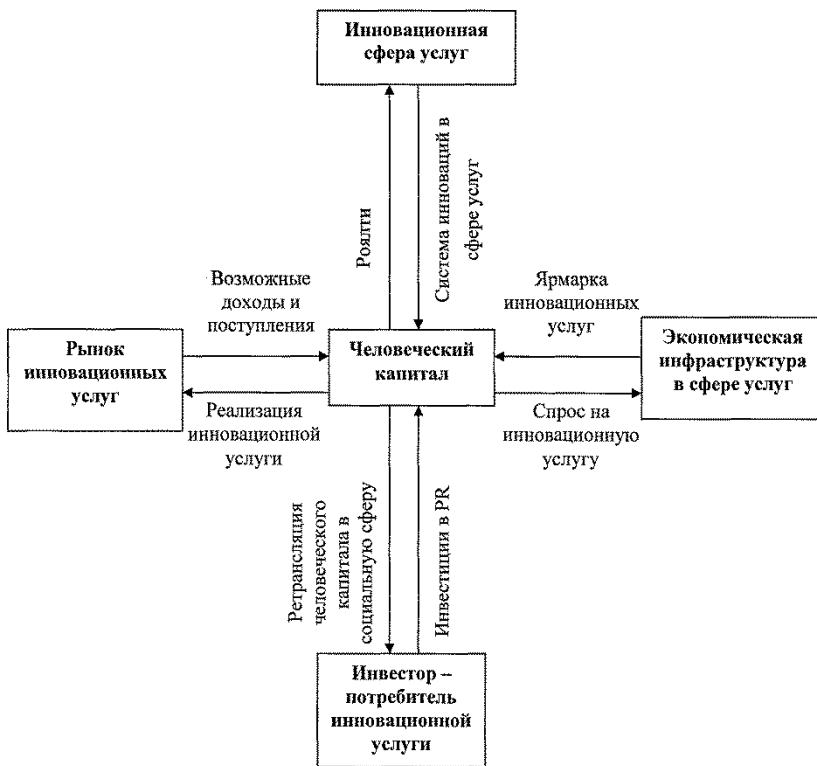 Инновационная
сфера услуг
Роялти
Система инноваций в
сфере услуг
Возможные
доходы и
поступления
Ярмарка
инновационных
услуг
Рынок
инновационных
услуг
Человеческий
капитал
Экономическая
инфраструктура
в сфере услуг
Реализация
инновационной
услуги
Спрос на
инновационную
услугу
Ретрансляция
человеческого
капитала в
социальную сферу
Инвестиции в PR
Инвестор –
потребитель
инновационной
услуги